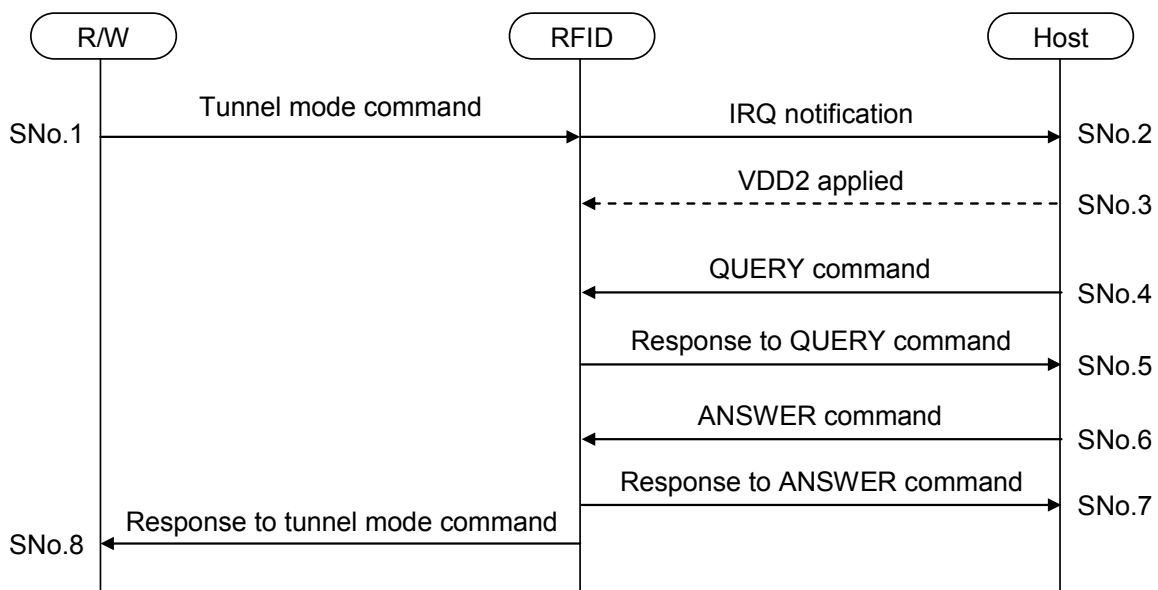 R/W
RFID
Host
Tunnel mode command
IRQ notification
SNo.1
SNo.2
VDD2 applied
SNo.3
QUERY command
SNo.4
Response to QUERY command
SNo.5
ANSWER command
SNo.6
Response to ANSWER command
SNo.7
Response to tunnel mode command
SNo.8